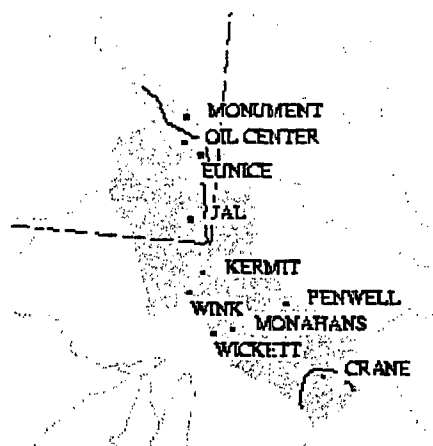 MONUMENT
OIL CENTER
EUNICE
JAL
KERMIT
WINK
PENWELL
MONAHANS
WICKETT
CRANE